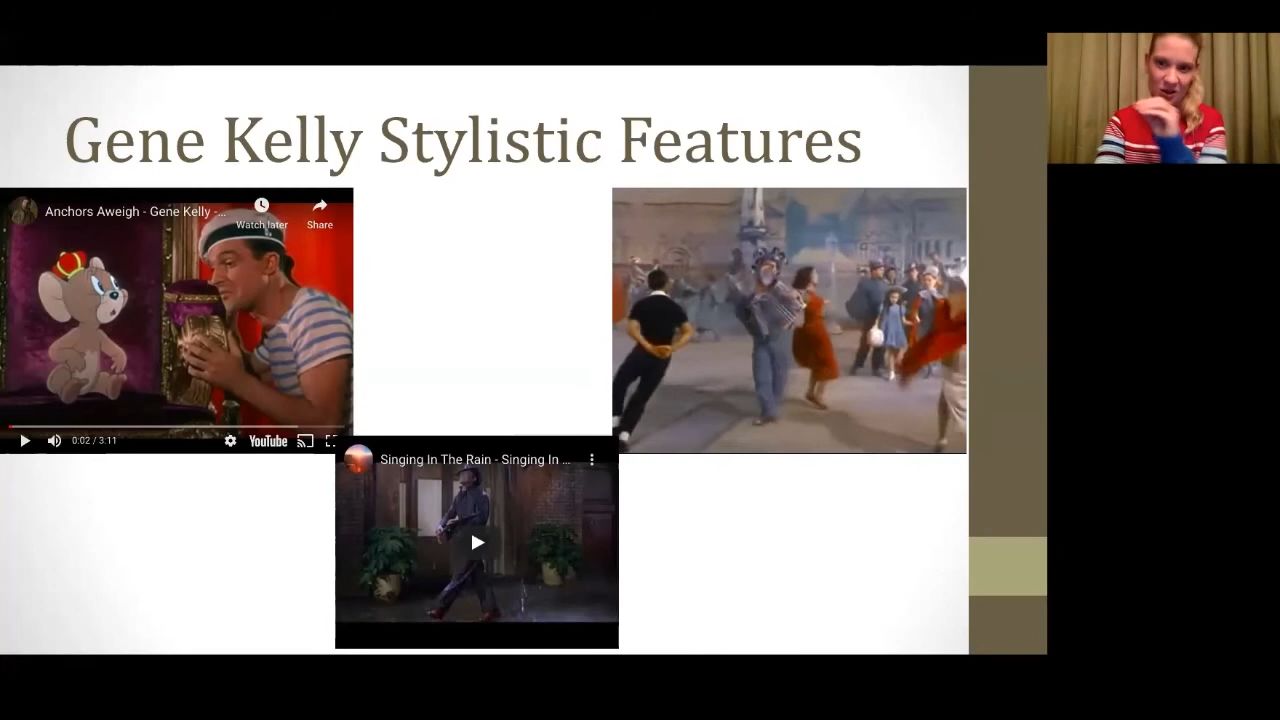 Gene Kelly Stylistic Features
Anchors Aweigh - Gene Kelly -...
Watch later
Share
0:02 / 3:11
YouTube
Singing In The Rain - Singing In ...